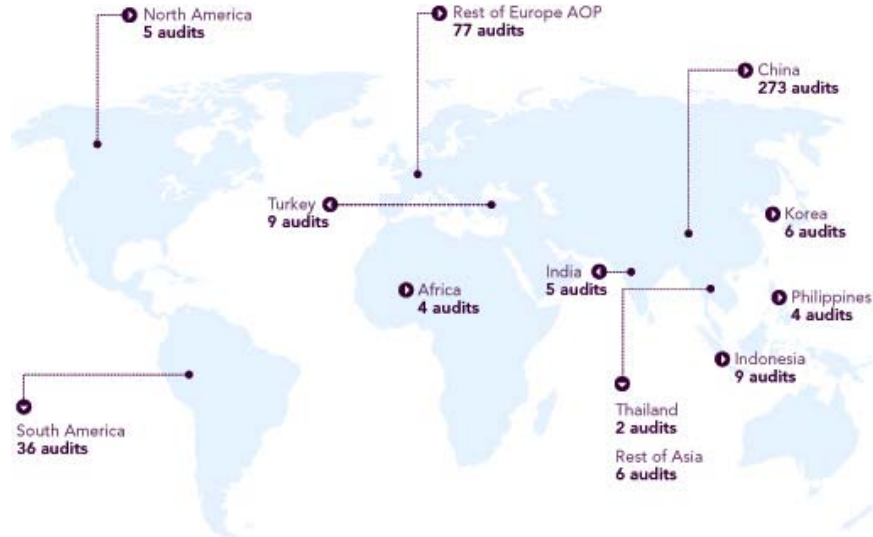 North America
5 audits
Rest of Europe AOP
77 audits
China
273 audits
Turkey
9 audits
Korea
6 audits
India
5 audits
Africa
4 audits
Philippines
4 audits
Indonesia
9 audits
South America
36 audits
Thailand
2 audits
Rest of Asia
6 audits